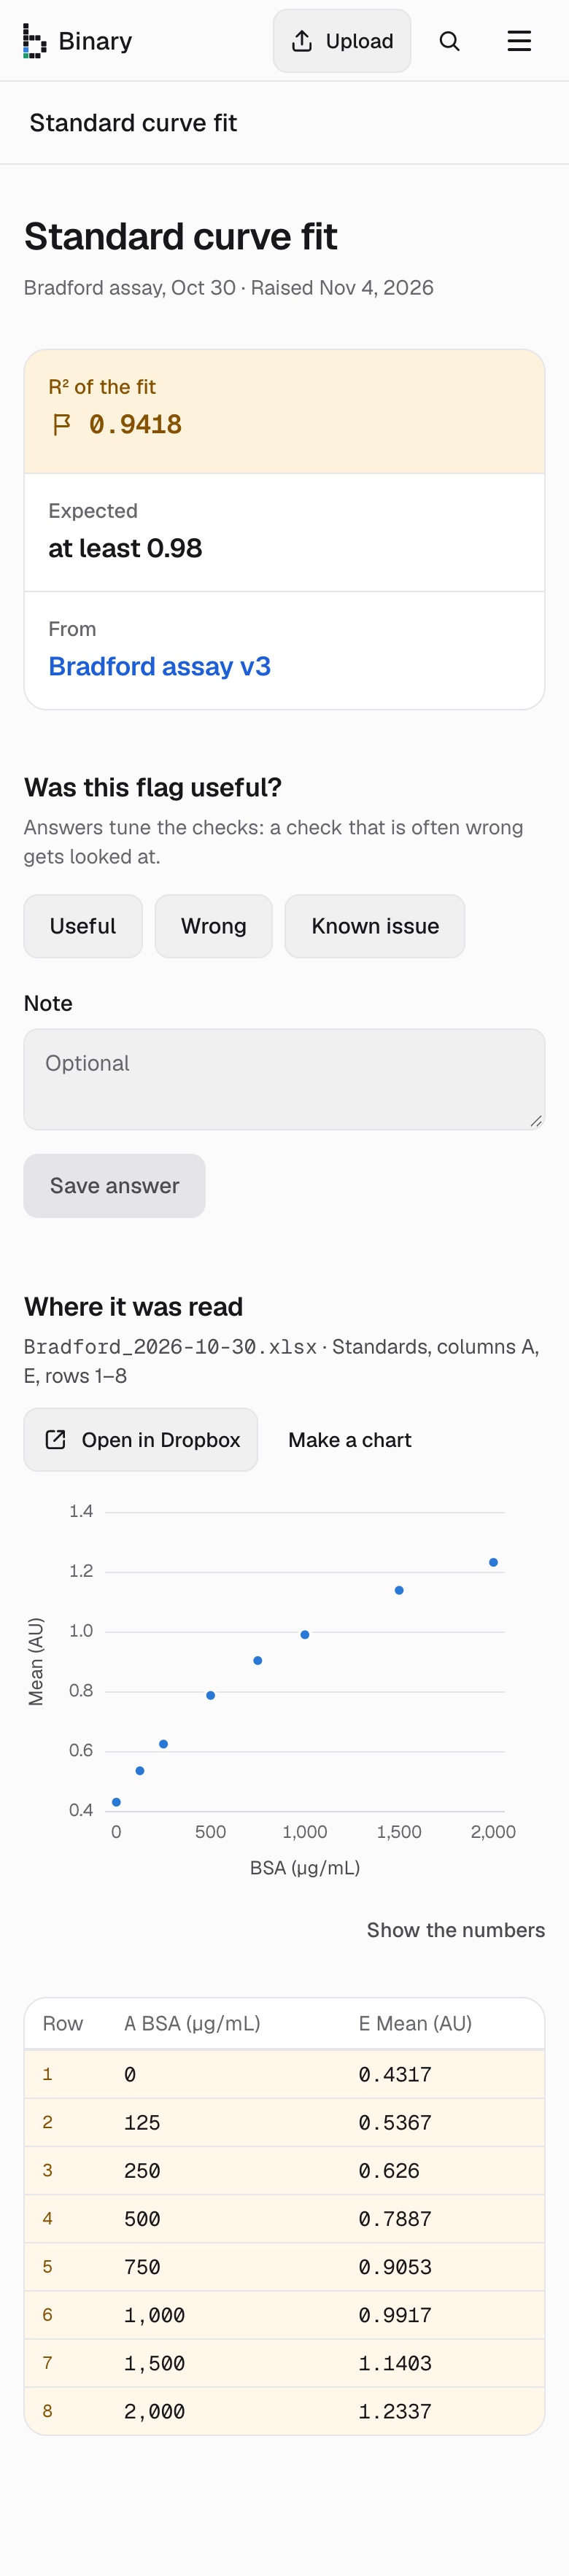 Binary
Upload
Standard curve fit
Standard curve fit
Bradford assay, Oct 30 · Raised Nov 4, 2026
R² of the fit
0.9418
Expected
at least 0.98
From
Bradford assay v3
Was this flag useful?
Answers tune the checks: a check that is often wrong
gets looked at.
Useful Wrong Known issue
Note
Optional
Save answer
Where it was read
Bradford_2026-10-30.xlsx · Standards, columns A,
E, rows 1–8
Open in Dropbox Make a chart
1.4
1.2
1.0
0.8
0.6
0.4
Mean (AU)
0 500 1,000 1,500 2,000
BSA (µg/mL)
Show the numbers
Row A BSA (µg/mL) E Mean (AU)
1 0 0.4317
2 125 0.5367
3 250 0.626
4 500 0.7887
5 750 0.9053
6 1,000 0.9917
7 1,500 1.1403
8 2,000 1.2337